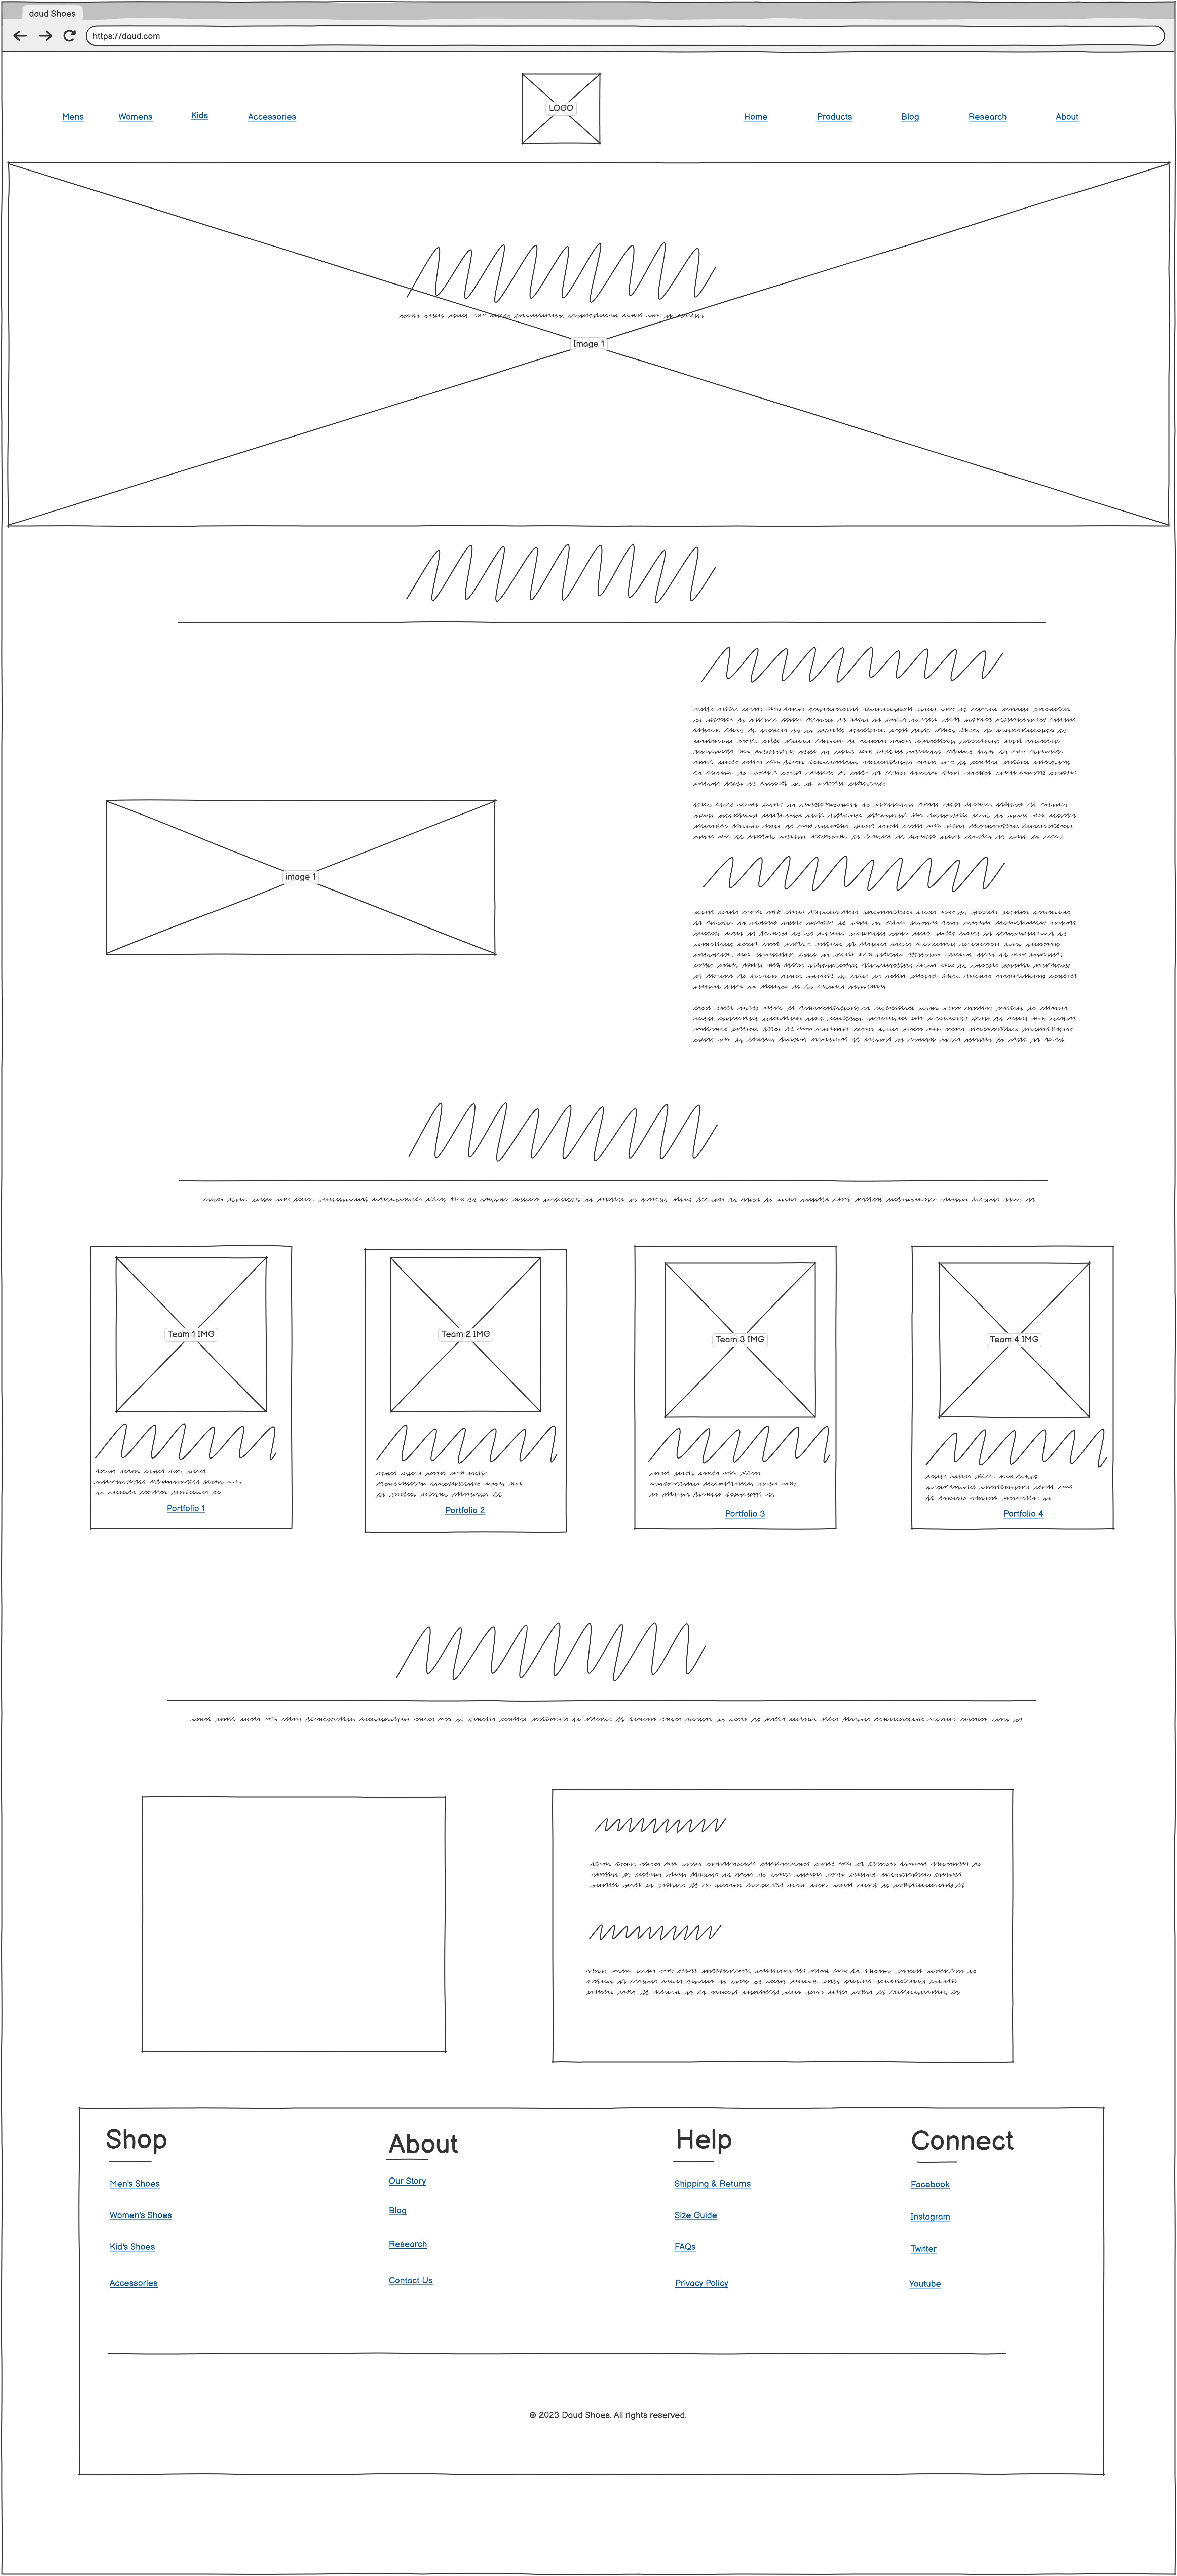 daud Shoes
https://daud.com
LOGO
Mens Womens Kids Accessories
Home Products Blog Research About
Image 1
image 1
Team 1 IMG
Portfolio 1
Team 2 IMG
Portfolio 2
Team 3 IMG
Portfolio 3
Team 4 IMG
Portfolio 4
Shop
Men's Shoes
Women's Shoes
Kid's Shoes
Accessories
About
Our Story
Blog
Research
Contact Us
Help
Shipping & Returns
Size Guide
FAQs
Privacy Policy
Connect
Facebook
Instagram
Twitter
Youtube
© 2023 Daud Shoes. All rights reserved.